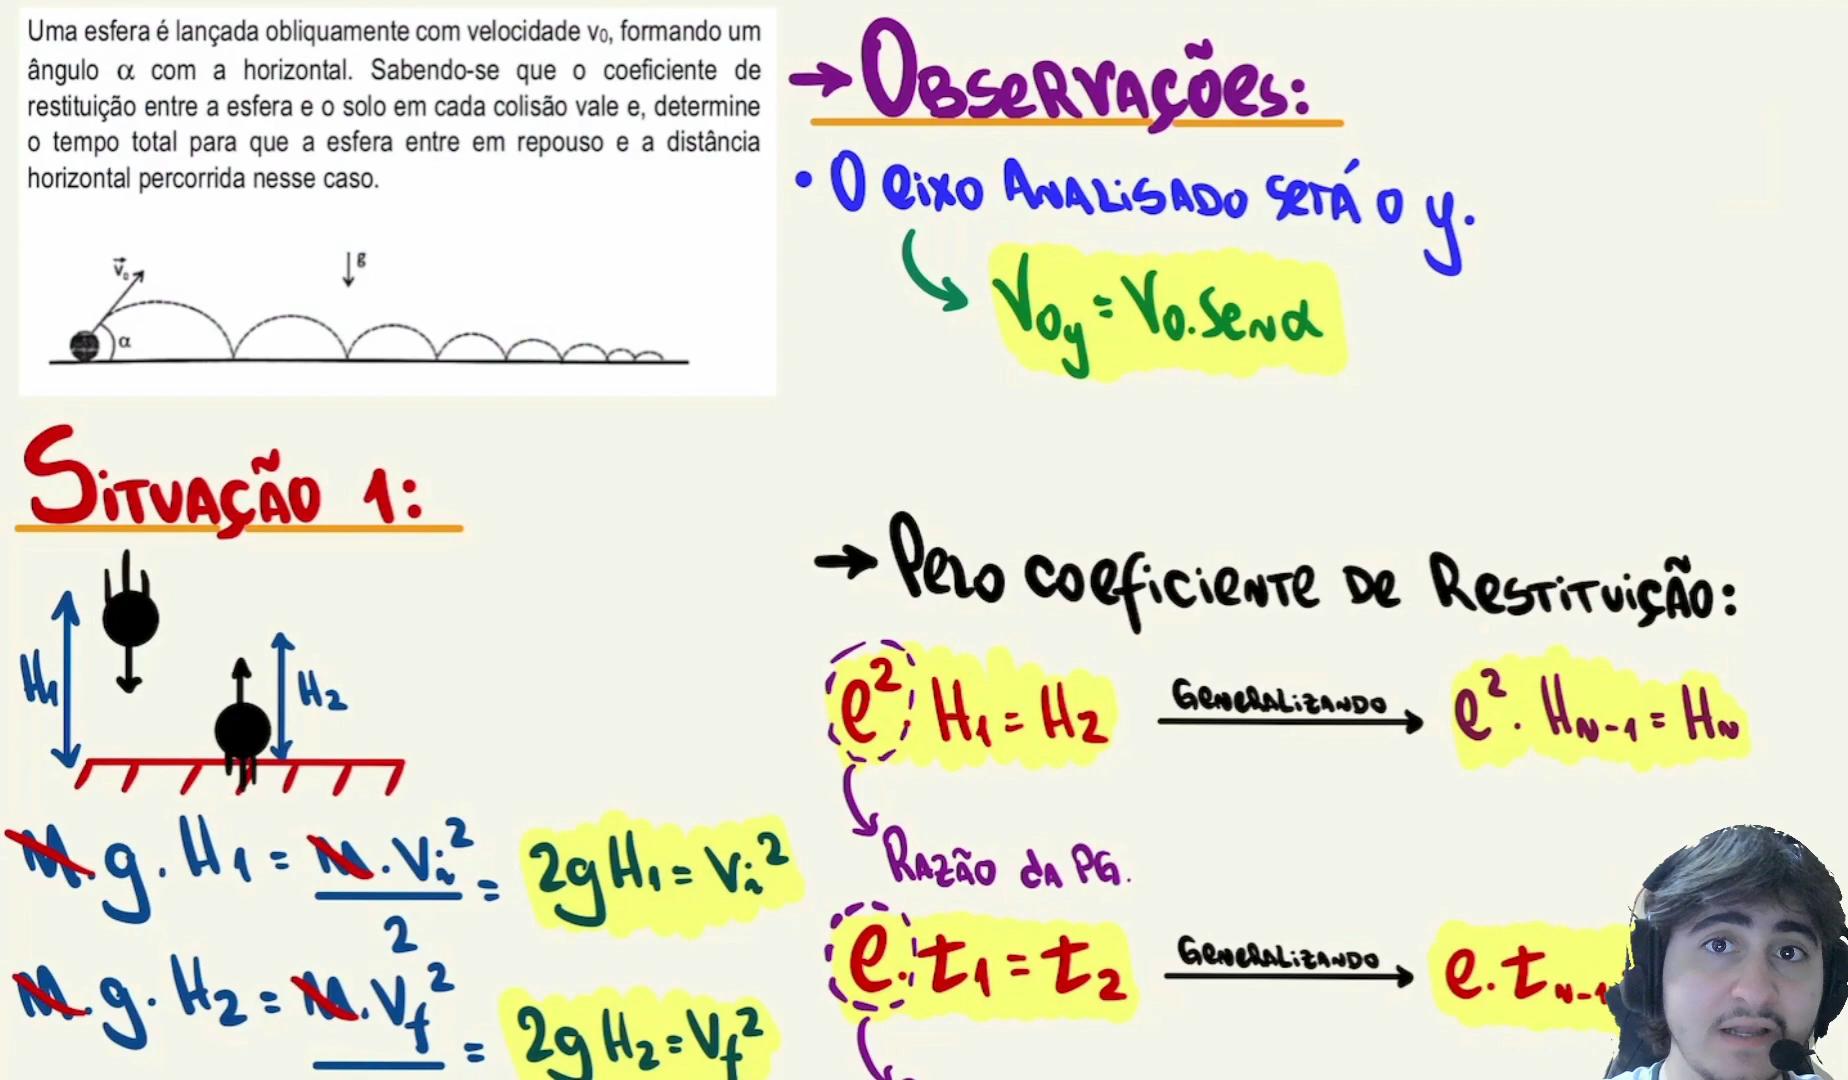 Uma esfera é lançada obliquamente com velocidade v₀, formando um
ângulo α com a horizontal. Sabendo-se que o coeficiente de
restituição entre a esfera e o solo em cada colisão vale e, determine
o tempo total para que a esfera entre em repouso e a distância
horizontal percorrida nesse caso.
v⃗₀
g
α
→ Observações:
• O eixo analisado será o y.
V₀y = V₀.senα
Situação 1:
H₁
H₂
m.g.H₁ = m.vᵢ²/2 = 2gH₁ = vᵢ²
m.g.H₂ = m.v_f² = 2gH₂ = v_f²
→ Pelo coeficiente de restituição:
e² H₁ = H₂ Generalizando e². Hₙ₋₁ = Hₙ
Razão da PG.
e.t₁ = t₂ Generalizando e.tₙ₋₁